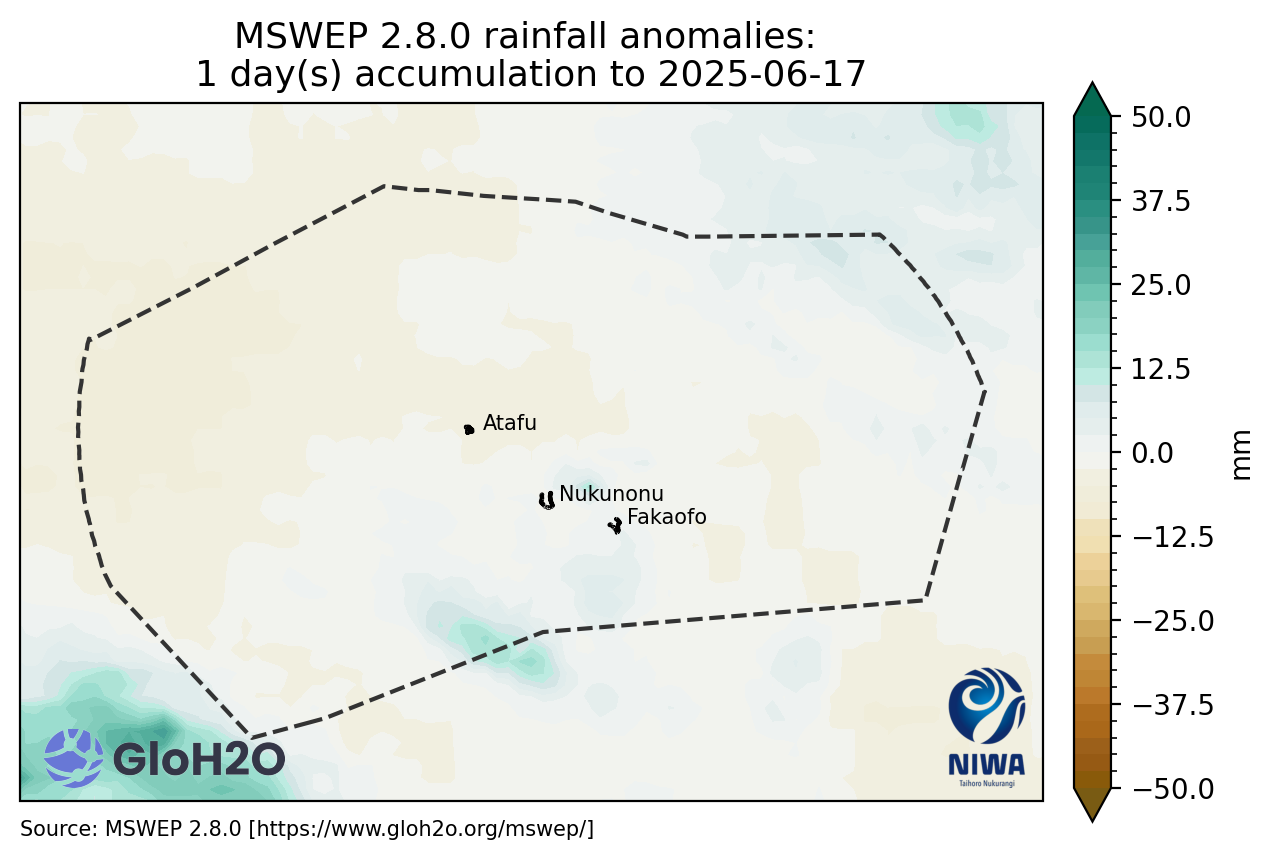 MSWEP 2.8.0 rainfall anomalies:
1 day(s) accumulation to 2025-06-17
50.0
37.5
25.0
12.5
0.0
−12.5
−25.0
−37.5
−50.0
mm
Atafu
Nukunonu
Fakaofo
GloH2O
NIWA
Taihoro Nukurangi
Source: MSWEP 2.8.0 [https://www.gloh2o.org/mswep/]